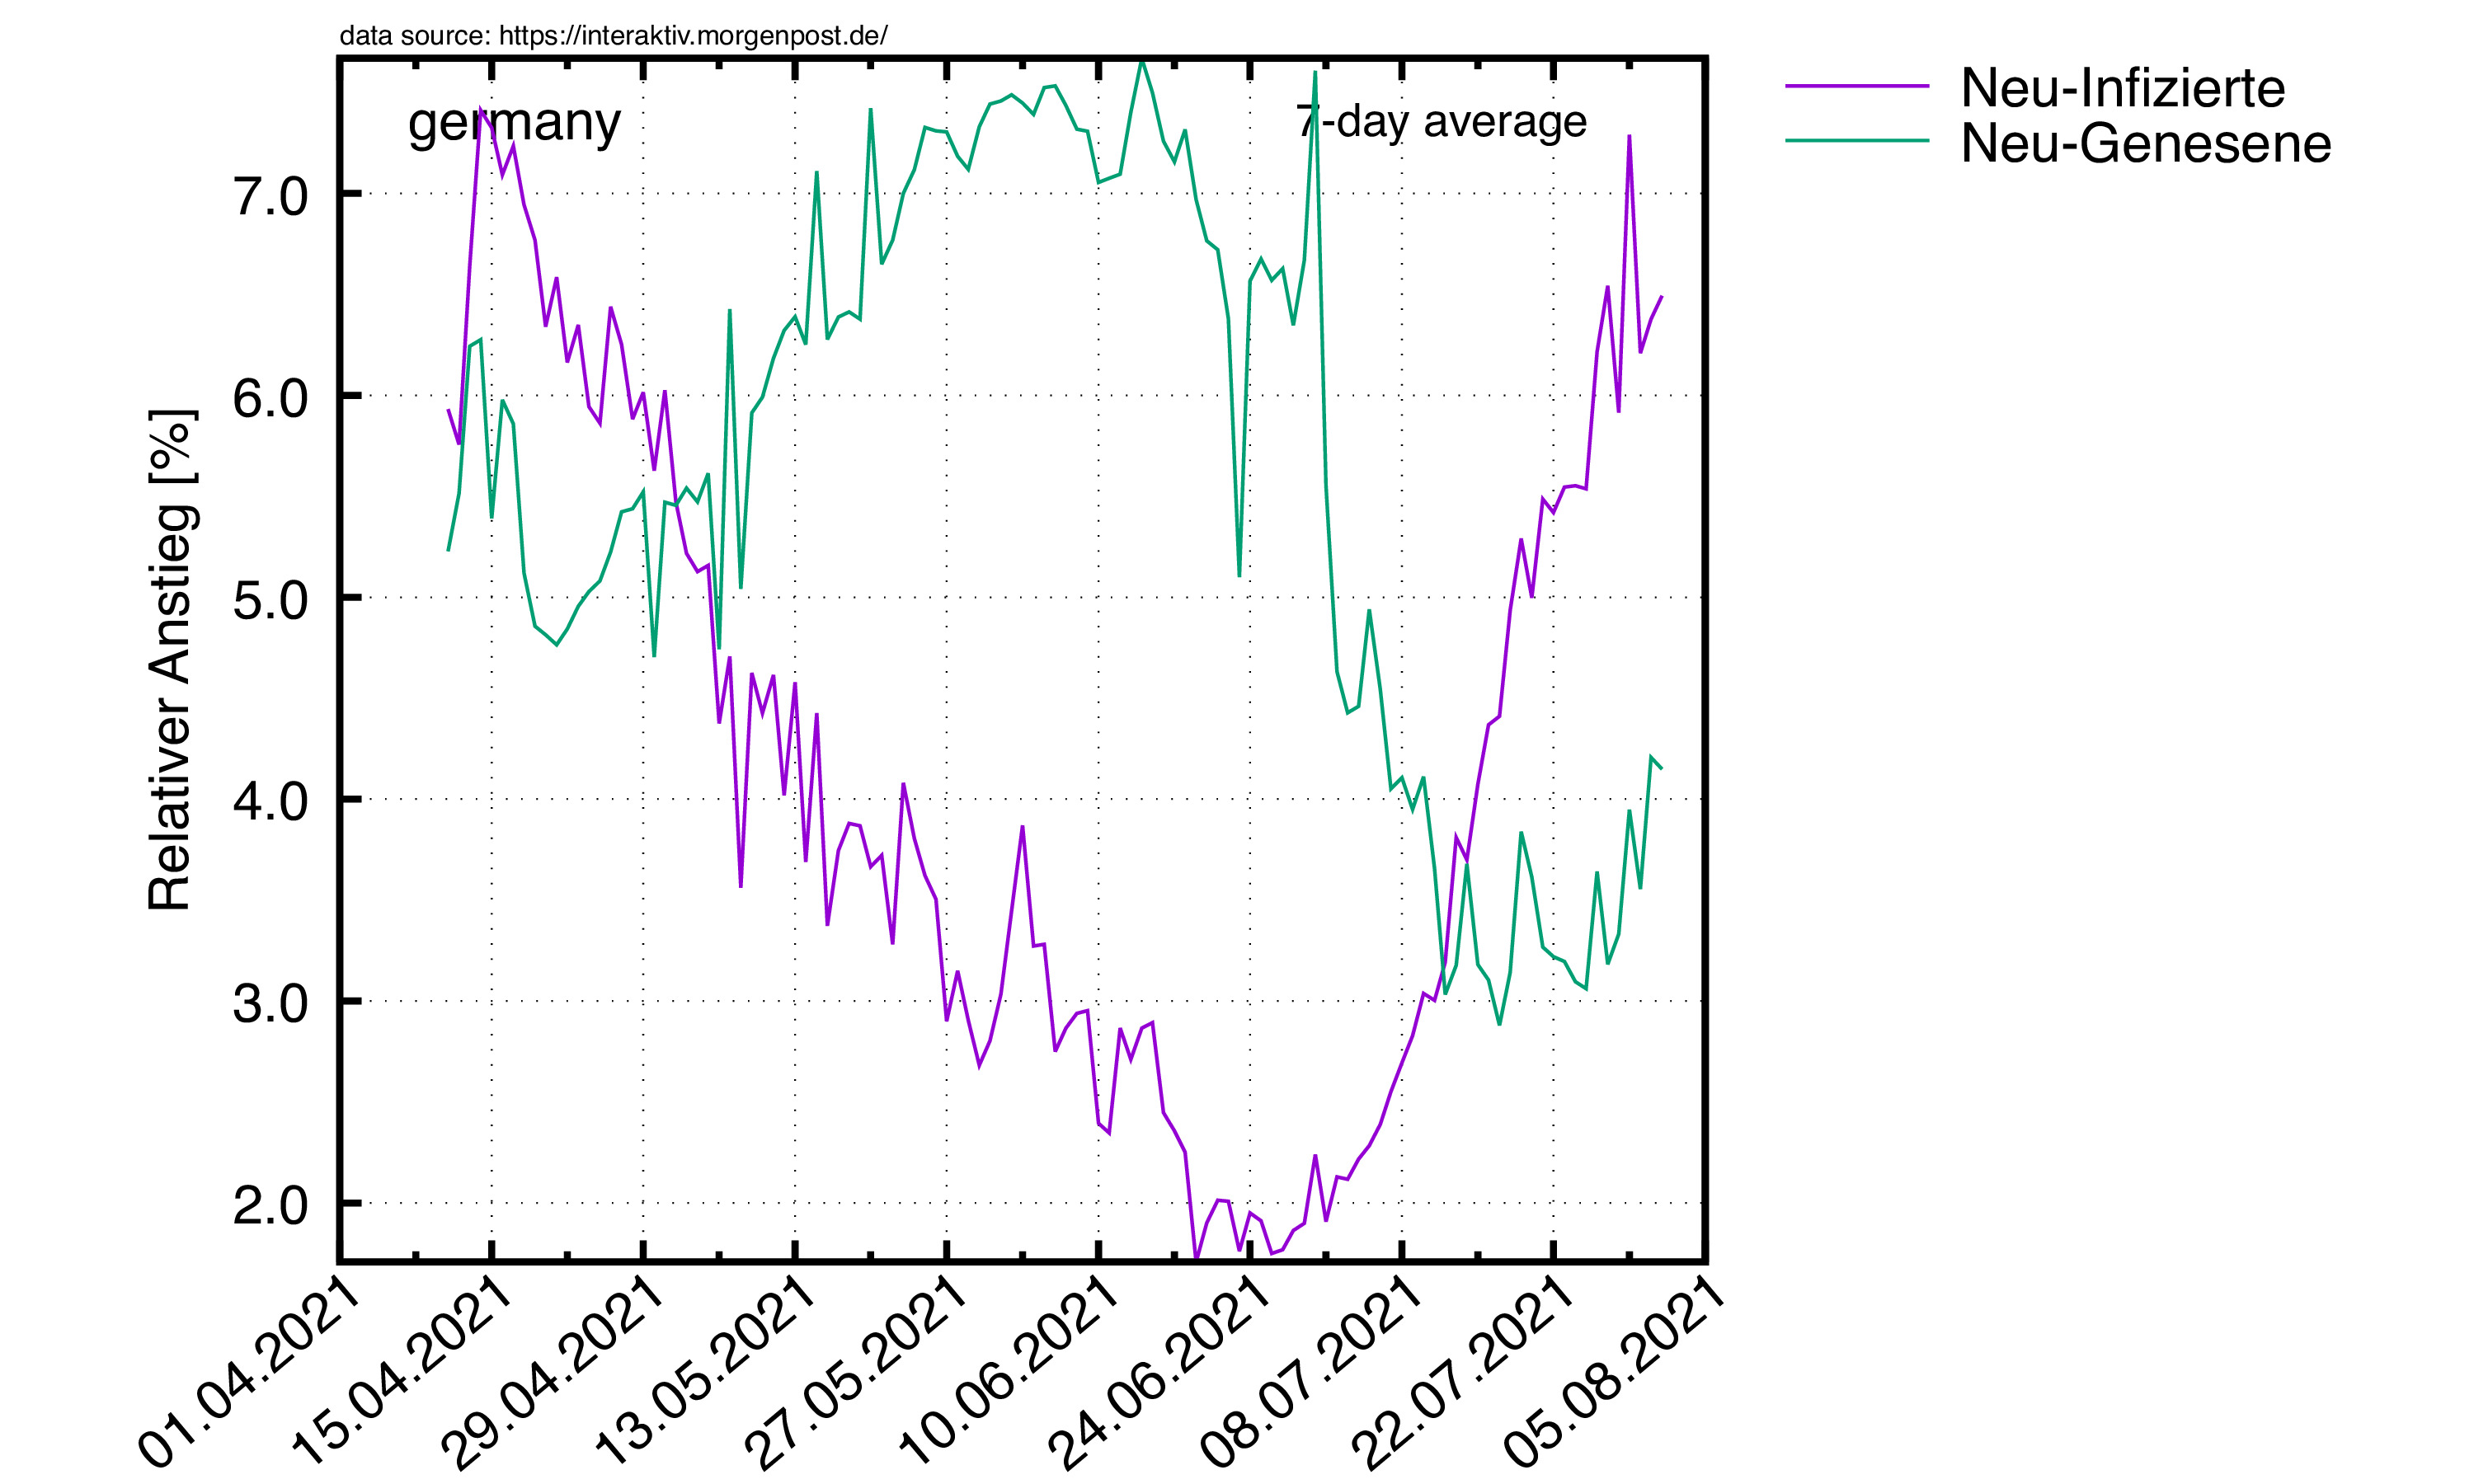 data source: https://interaktiv.morgenpost.de/
germany
7-day average
Neu-Infizierte
Neu-Genesene
Relativer Anstieg [%]
7.0
6.0
5.0
4.0
3.0
2.0
01.04.2021
15.04.2021
29.04.2021
13.05.2021
27.05.2021
10.06.2021
24.06.2021
08.07.2021
22.07.2021
05.08.2021